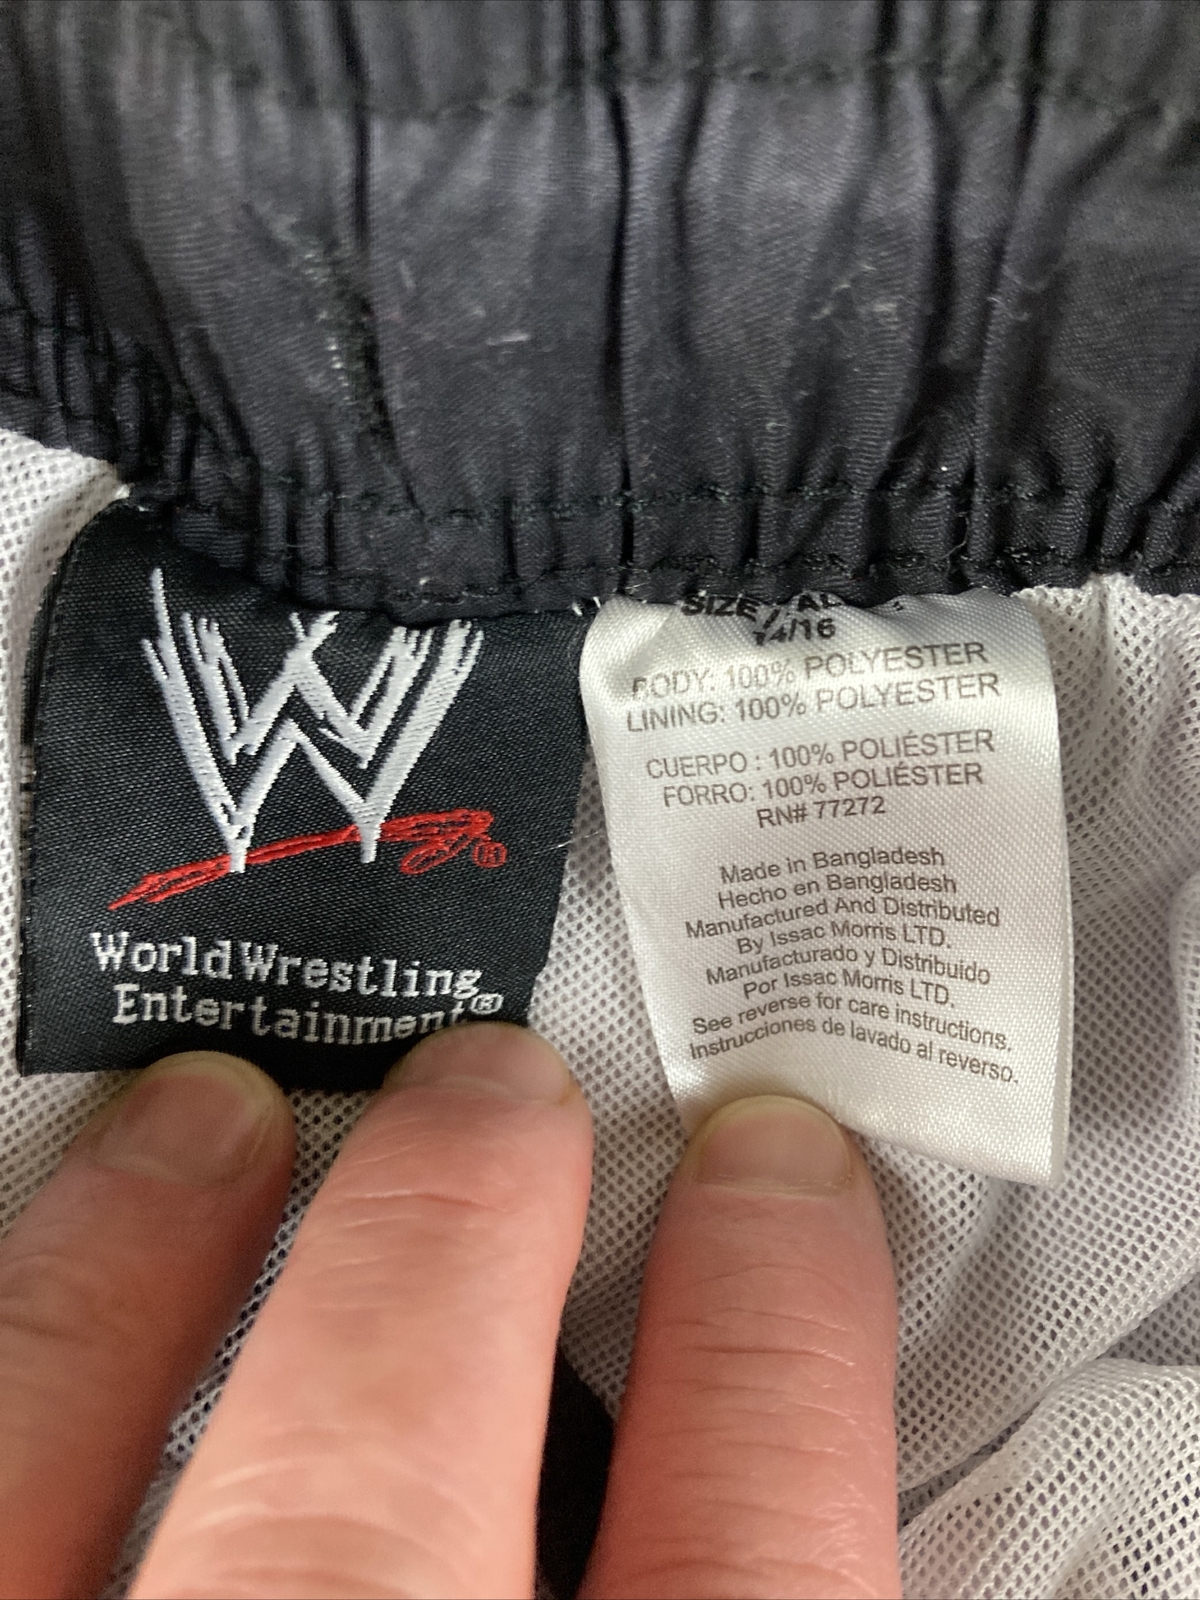 W®
World Wrestling
Entertainment®
SIZE / 
14/16
BODY: 100% POLYESTER
LINING: 100% POLYESTER
CUERPO : 100% POLIÉSTER
FORRO: 100% POLIÉSTER
RN# 77272
Made in Bangladesh
Hecho en Bangladesh
Manufactured And Distributed
By Issac Morris LTD.
Manufacturado y Distribuido
Por Issac Morris LTD.
See reverse for care instructions.
Instrucciones de lavado al reverso.